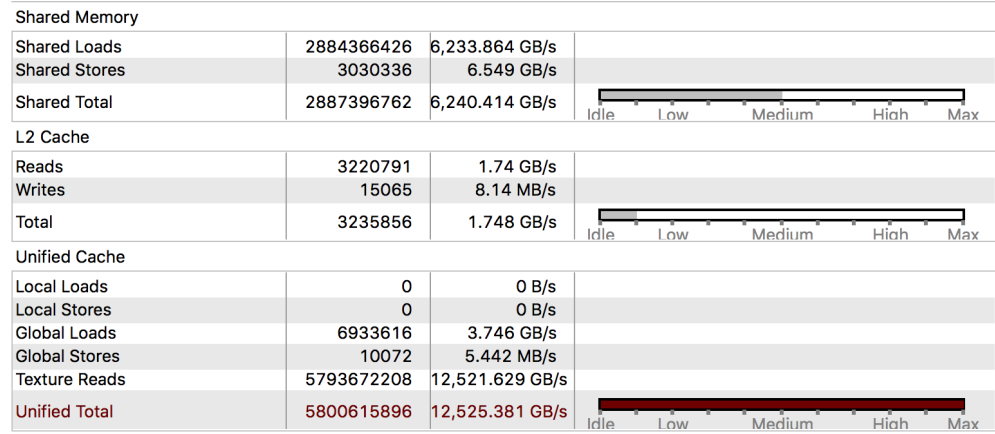 Shared Memory
Shared Loads 2884366426 6,233.864 GB/s
Shared Stores 3030336 6.549 GB/s
Shared Total 2887396762 6,240.414 GB/s
Idle Low Medium High Max
L2 Cache
Reads 3220791 1.74 GB/s
Writes 15065 8.14 MB/s
Total 3235856 1.748 GB/s
Idle Low Medium High Max
Unified Cache
Local Loads 0 0 B/s
Local Stores 0 0 B/s
Global Loads 6933616 3.746 GB/s
Global Stores 10072 5.442 MB/s
Texture Reads 5793672208 12,521.629 GB/s
Unified Total 5800615896 12,525.381 GB/s
Idle Low Medium High Max